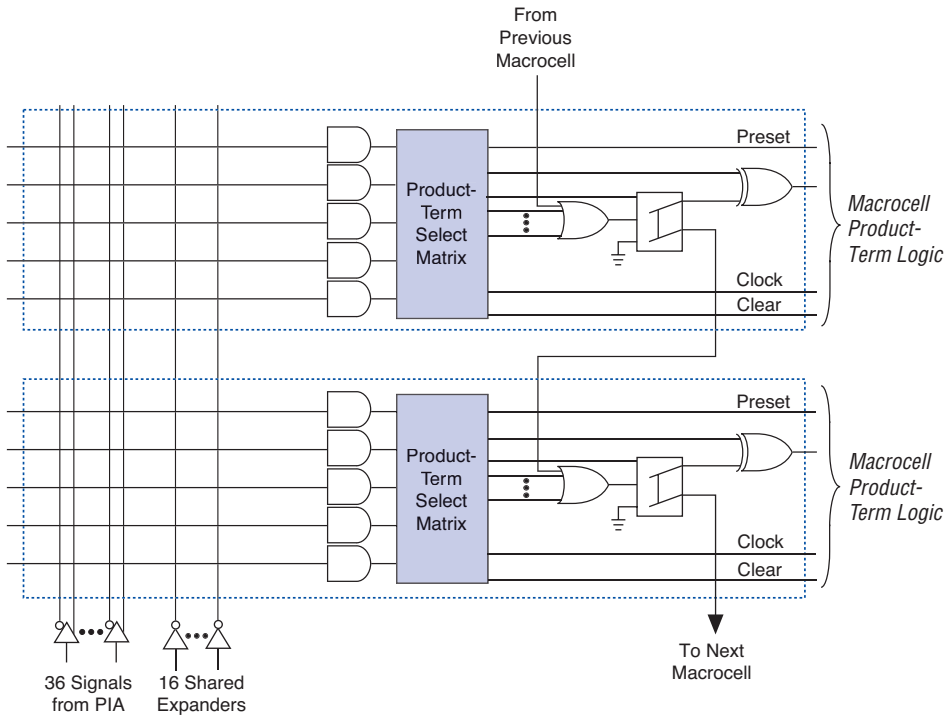 From
Previous
Macrocell
Preset
Product-
Term
Select
Matrix
Macrocell
Product-
Term Logic
Clock
Clear
Preset
Product-
Term
Select
Matrix
Macrocell
Product-
Term Logic
Clock
Clear
To Next
Macrocell
36 Signals
from PIA
16 Shared
Expanders